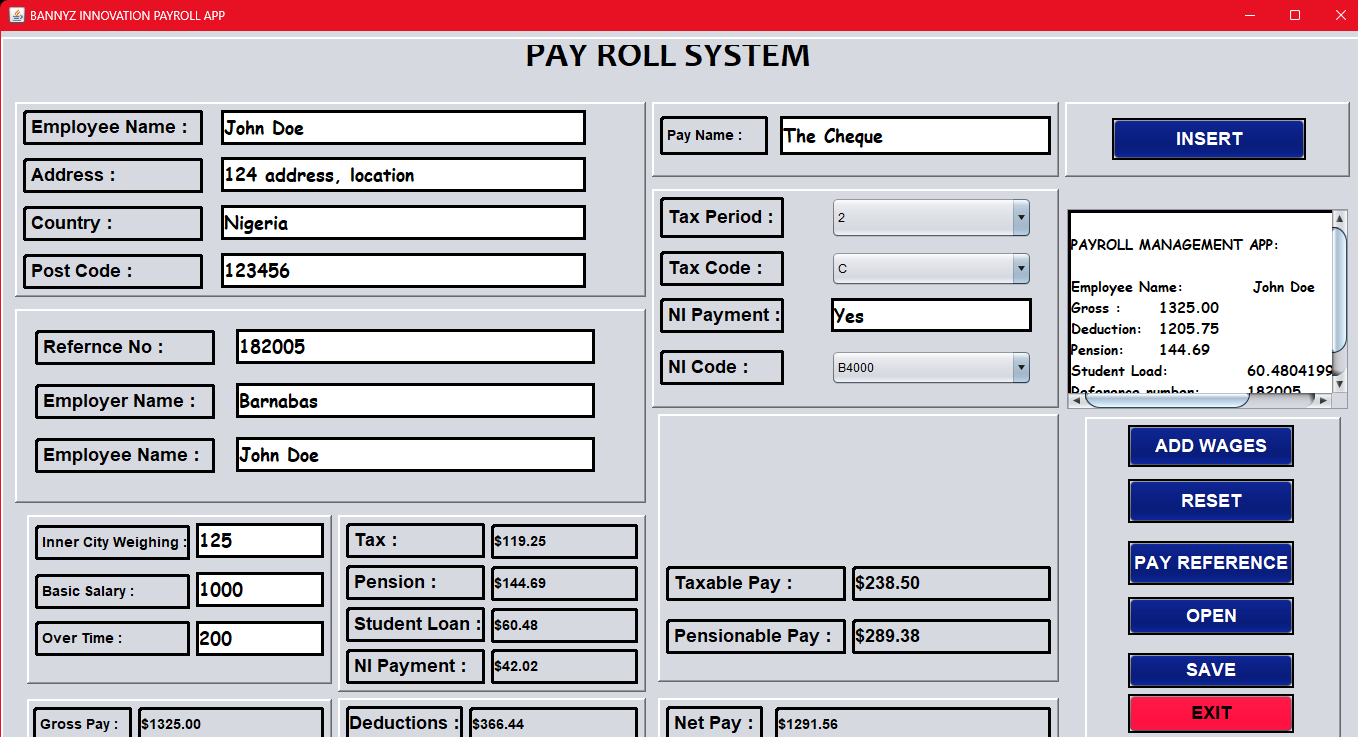 BANNYZ INNOVATION PAYROLL APP
PAY ROLL SYSTEM
Employee Name : John Doe
Address : 124 address, location
Country : Nigeria
Post Code : 123456
Refernce No : 182005
Employer Name : Barnabas
Employee Name : John Doe
Inner City Weighing : 125
Basic Salary : 1000
Over Time : 200
Tax : $119.25
Pension : $144.69
Student Loan : $60.48
NI Payment : $42.02
Gross Pay : $1325.00
Deductions : $366.44
Pay Name : The Cheque
Tax Period : 2
Tax Code : C
NI Payment : Yes
NI Code : B4000
Taxable Pay : $238.50
Pensionable Pay : $289.38
Net Pay : $1291.56
INSERT
PAYROLL MANAGEMENT APP:
Employee Name: John Doe
Gross : 1325.00
Deduction: 1205.75
Pension: 144.69
Student Load: 60.4804199
Reference number: 182005
ADD WAGES
RESET
PAY REFERENCE
OPEN
SAVE
EXIT